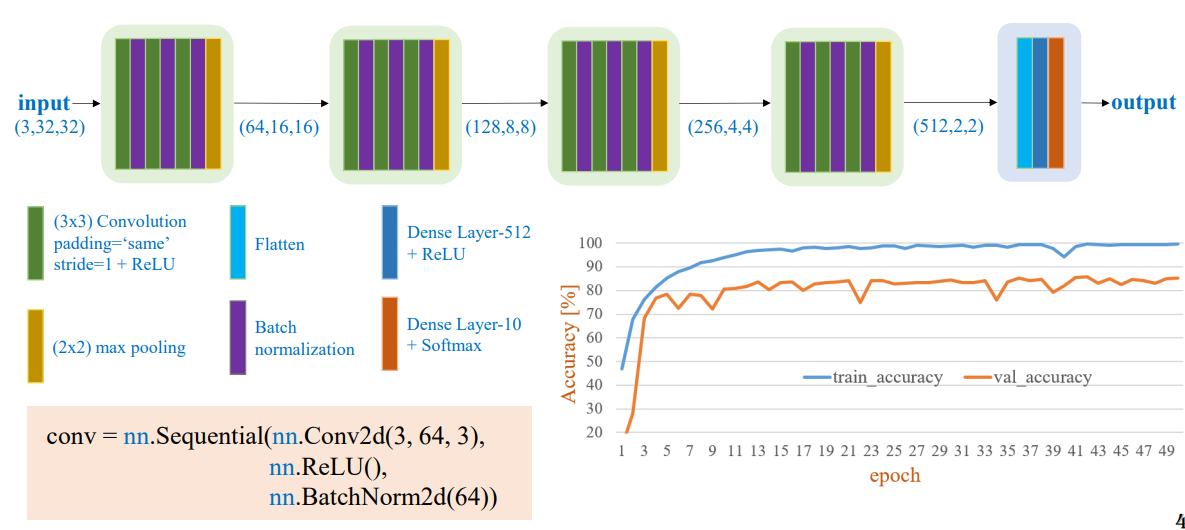 input
(3,32,32)
(64,16,16)
(128,8,8)
(256,4,4)
(512,2,2)
output
(3x3) Convolution
padding=‘same’
stride=1 + ReLU
Flatten
Dense Layer-512
+ ReLU
(2x2) max pooling
Batch
normalization
Dense Layer-10
+ Softmax
conv = nn.Sequential(nn.Conv2d(3, 64, 3),
nn.ReLU(),
nn.BatchNorm2d(64))
Accuracy [%]
100
90
80
70
60
50
40
30
20
train_accuracy
val_accuracy
1 3 5 7 9 11 13 15 17 19 21 23 25 27 29 31 33 35 37 39 41 43 45 47 49
epoch
4